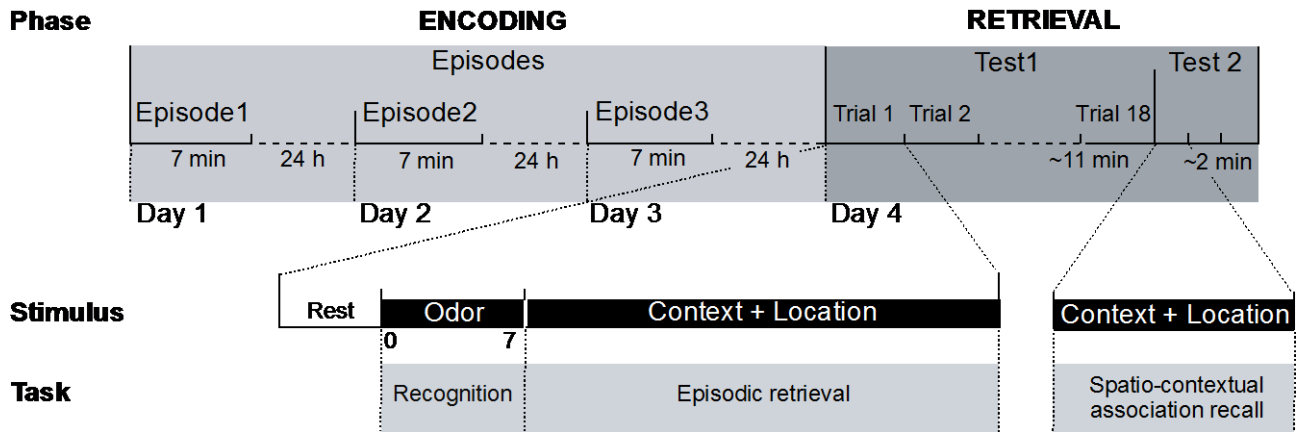 Phase ENCODING RETRIEVAL
Episodes Test1 Test 2
Episode1 Episode2 Episode3 Trial 1 Trial 2 Trial 18
7 min 24 h 7 min 24 h 7 min 24 h ~11 min ~2 min
Day 1 Day 2 Day 3 Day 4
Stimulus Rest Odor Context + Location Context + Location
0 7
Task Recognition Episodic retrieval Spatio-contextual
association recall